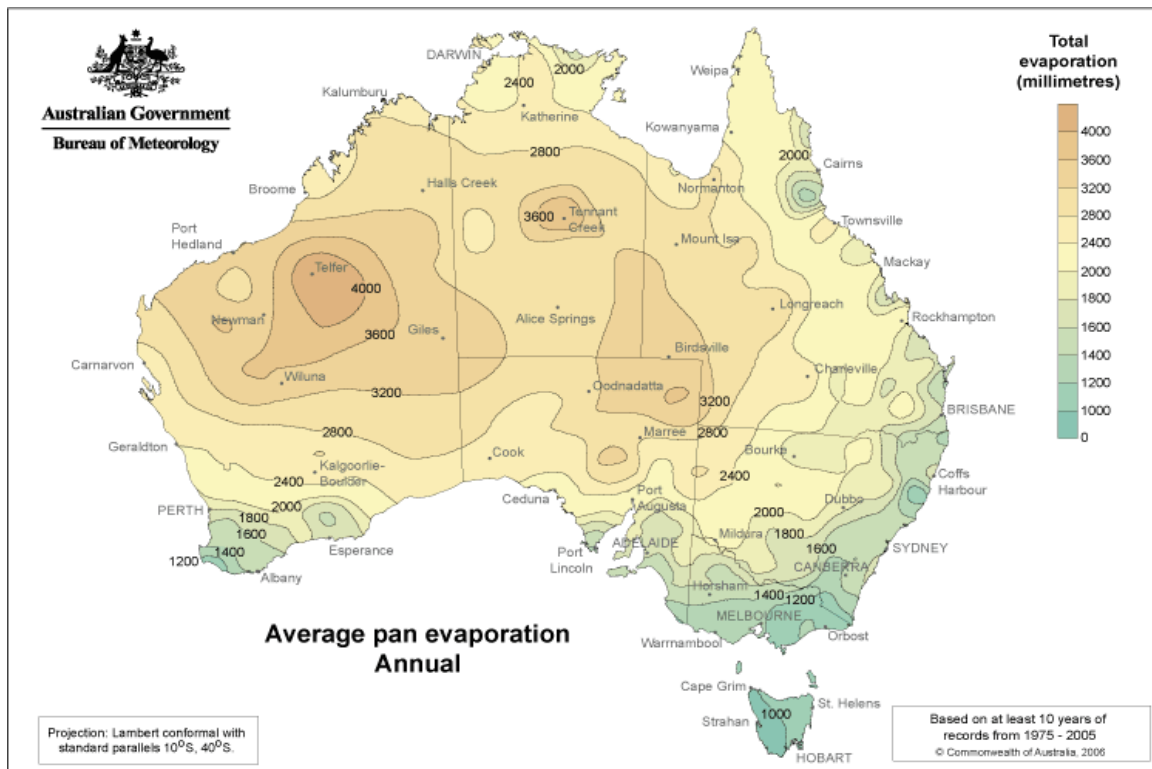 Australian Government
Bureau of Meteorology
Total
evaporation
(millimetres)
4000
3600
3200
2800
2400
2000
1800
1600
1400
1200
1000
0
DARWIN
2000
2400
Weipa
Kalumburu
Katherine
Kowanyama
2800
2000
Cairns
Halls Creek
Normanton
Broome
3600
Tennant
Creek
Townsville
Port
Hedland
Mount Isa
Mackay
Telfer
4000
Longreach
Newman
Alice Springs
Rockhampton
3600
Giles
Birdsville
Carnarvon
Charleville
Wiluna
3200
Oodnadatta
3200
BRISBANE
2800
Marree
2800
Geraldton
Cook
Bourke
Kalgoorlie-
Boulder
2400
2400
Coffs
Harbour
Ceduna
Port
Augusta
2000
Dubbo
PERTH
2000
1800
Mildura
1800
1600
ADELAIDE
1600
SYDNEY
1400
Esperance
Port
Lincoln
1200
CANBERRA
Albany
Horsham
1400
1200
MELBOURNE
Orbost
Warrnambool
Average pan evaporation
Annual
Cape Grim
St. Helens
1000
Strahan
HOBART
Projection: Lambert conformal with
standard parallels 10°S, 40°S.
Based on at least 10 years of
records from 1975 - 2005
© Commonwealth of Australia, 2006